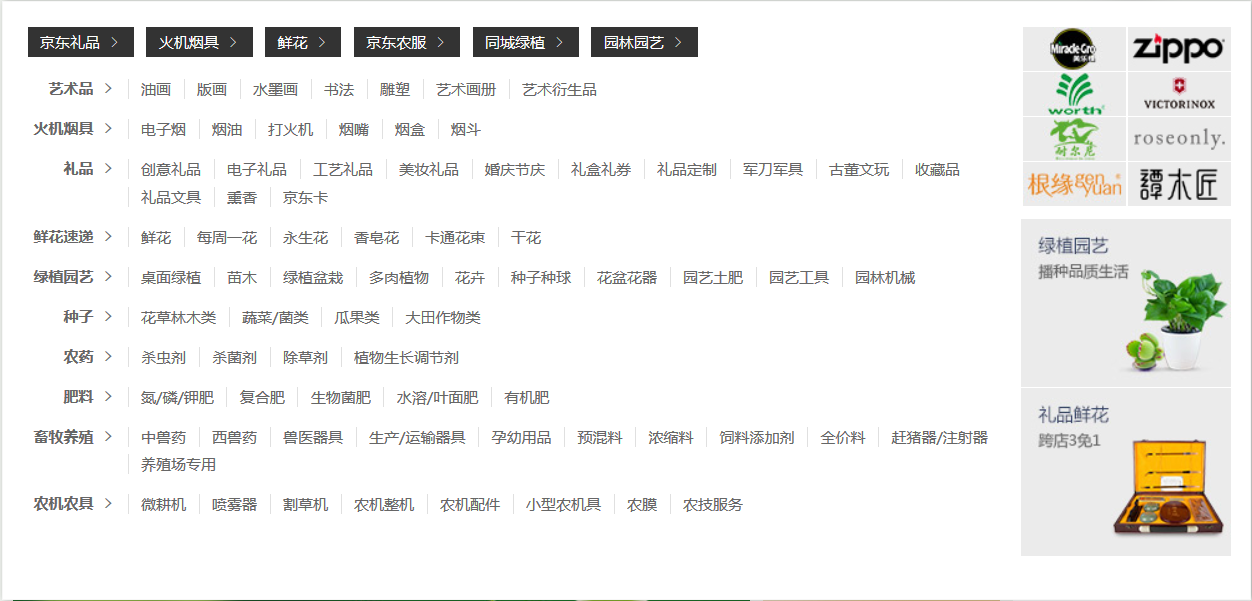 京东礼品 火机烟具 鲜花 京东农服 同城绿植 园林园艺
艺术品 油画 版画 水墨画 书法 雕塑 艺术画册 艺术衍生品
火机烟具 电子烟 烟油 打火机 烟嘴 烟盒 烟斗
礼品 创意礼品 电子礼品 工艺礼品 美妆礼品 婚庆节庆 礼盒礼券 礼品定制 军刀军具 古董文玩 收藏品
礼品文具 熏香 京东卡
鲜花速递 鲜花 每周一花 永生花 香皂花 卡通花束 干花
绿植园艺 桌面绿植 苗木 绿植盆栽 多肉植物 花卉 种子种球 花盆花器 园艺土肥 园艺工具 园林机械
种子 花草林木类 蔬菜/菌类 瓜果类 大田作物类
农药 杀虫剂 杀菌剂 除草剂 植物生长调节剂
肥料 氮/磷/钾肥 复合肥 生物菌肥 水溶/叶面肥 有机肥
畜牧养殖 中兽药 西兽药 兽医器具 生产/运输器具 孕幼用品 预混料 浓缩料 饲料添加剂 全价料 赶猪器/注射器
养殖场专用
农机农具 微耕机 喷雾器 割草机 农机整机 农机配件 小型农机具 农膜 农技服务
Miracle-Gro
美乐棵
zippo
worth
VICTORINOX
耐尔尼
roseonly.
根缘genyuan
譚木匠
绿植园艺
播种品质生活
礼品鲜花
跨店3免1